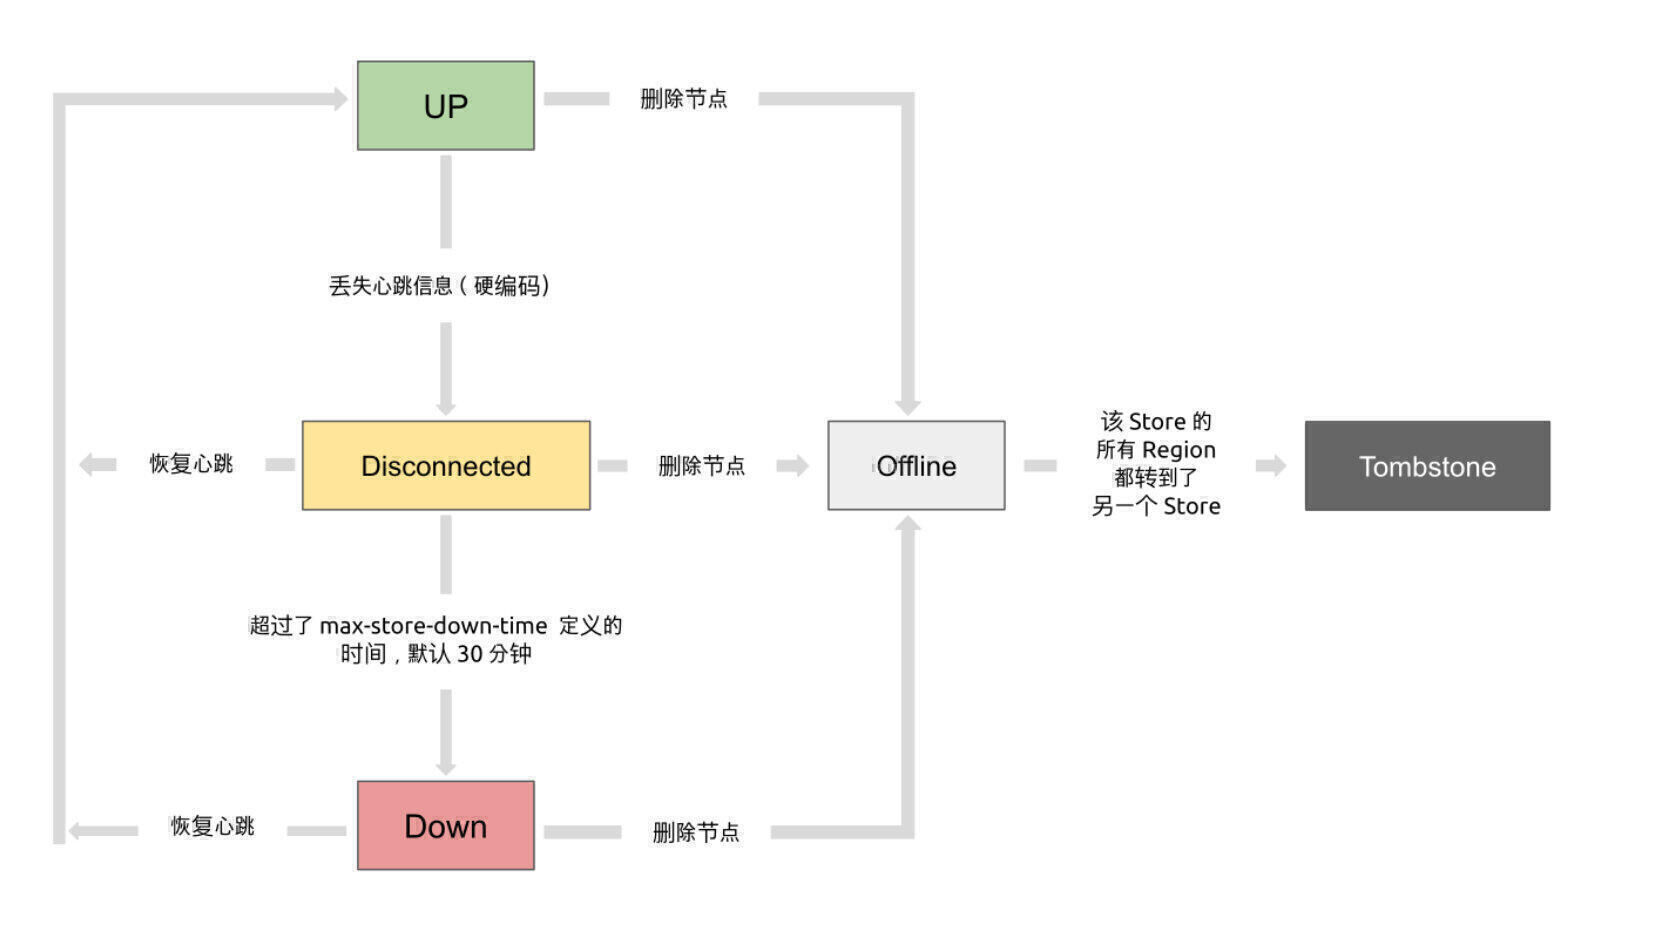 UP
删除节点
丢失心跳信息（硬编码)
恢复心跳
Disconnected
删除节点
Offline
该 Store 的
所有 Region
都转到了
另一个 Store
Tombstone
超过了 max-store-down-time 定义的
时间，默认 30 分钟
恢复心跳
Down
删除节点